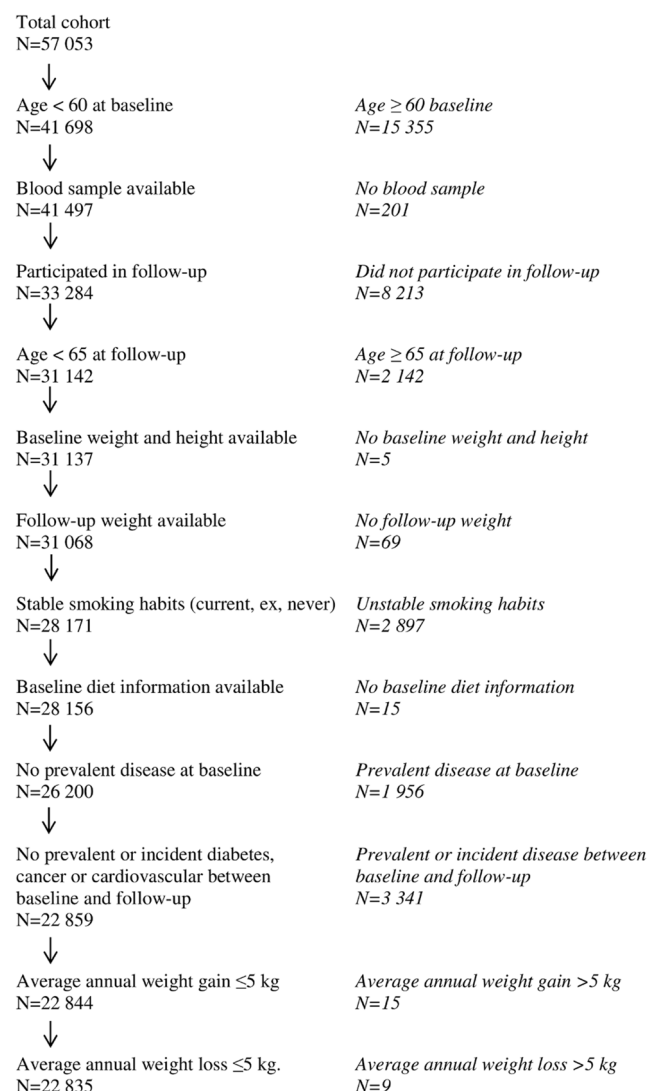 Total cohort
N=57 053
Age < 60 at baseline
Age ≥ 60 baseline
N=41 698
N=15 355
Blood sample available
No blood sample
N=41 497
N=201
Participated in follow-up
Did not participate in follow-up
N=33 284
N=8 213
Age < 65 at follow-up
Age ≥ 65 at follow-up
N=31 142
N=2 142
Baseline weight and height available
No baseline weight and height
N=31 137
N=5
Follow-up weight available
No follow-up weight
N=31 068
N=69
Stable smoking habits (current, ex, never)
Unstable smoking habits
N=28 171
N=2 897
Baseline diet information available
No baseline diet information
N=28 156
N=15
No prevalent disease at baseline
Prevalent disease at baseline
N=26 200
N=1 956
No prevalent or incident diabetes,
cancer or cardiovascular between
baseline and follow-up
N=22 859
Prevalent or incident disease between
baseline and follow-up
N=3 341
Average annual weight gain ≤5 kg
Average annual weight gain >5 kg
N=22 844
N=15
Average annual weight loss ≤5 kg.
Average annual weight loss >5 kg
N=22 835
N=9